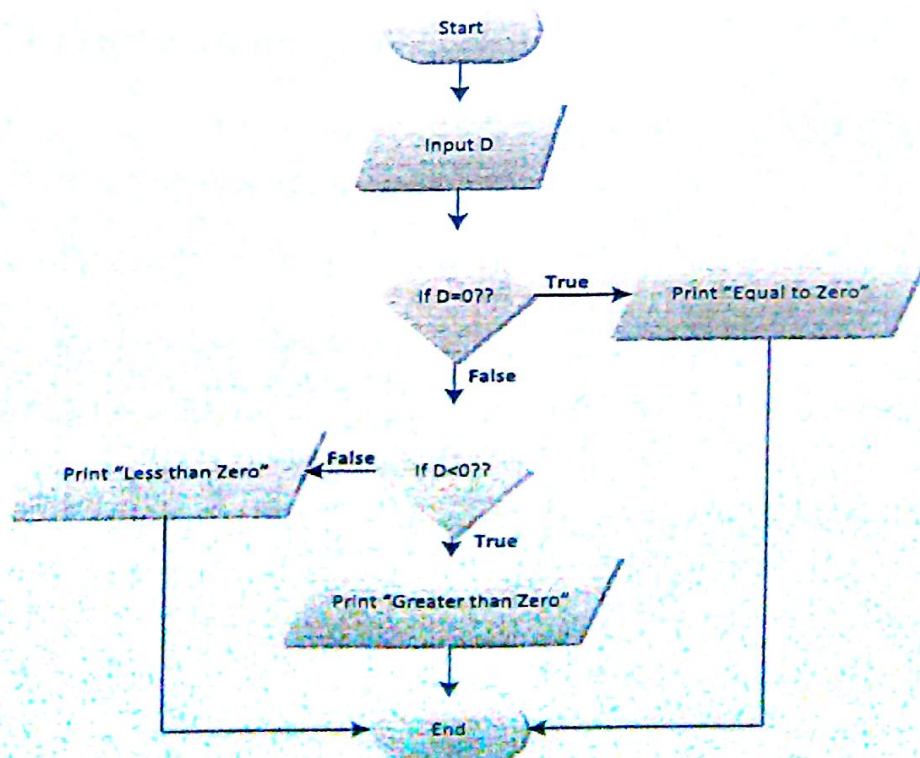 Start
Input D
If D=0??
True
Print "Equal to Zero"
False
Print "Less than Zero"
False
If D<0??
True
Print "Greater than Zero"
End